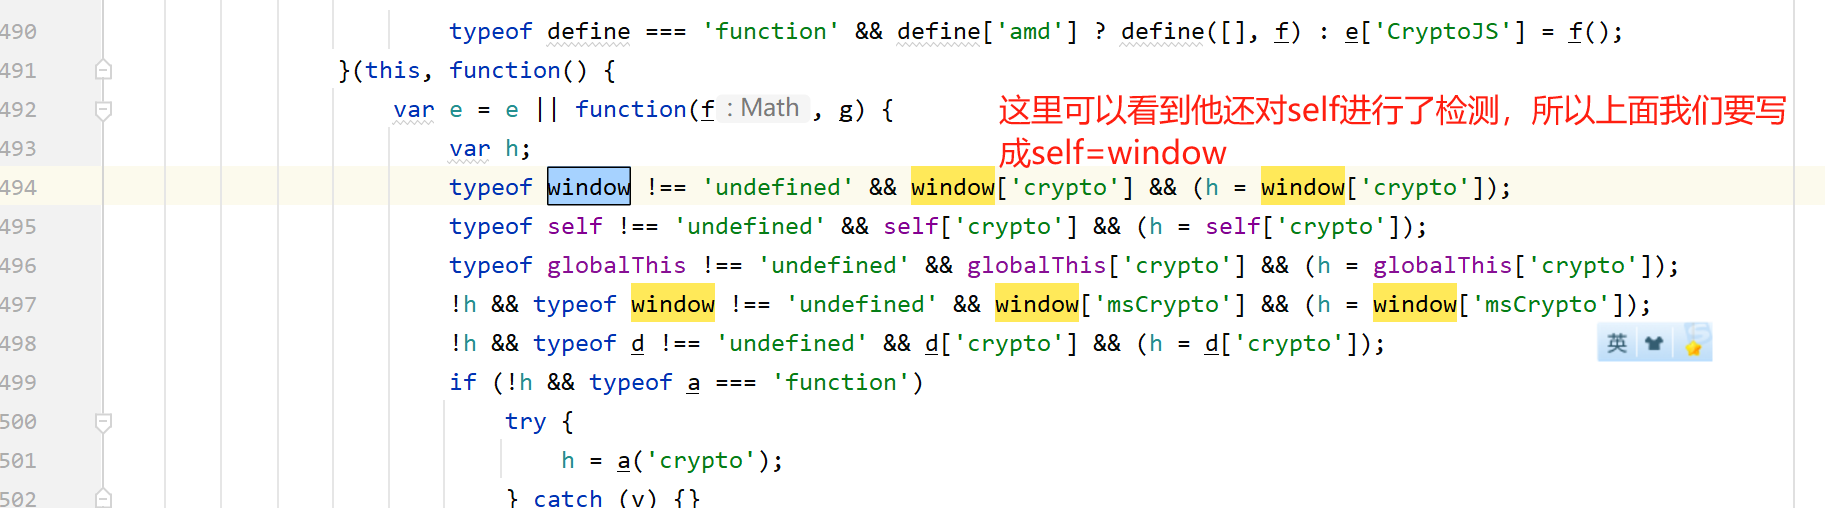 490 typeof define === 'function' && define['amd'] ? define([], f) : e['CryptoJS'] = f();
491 }(this, function() {
492 var e = e || function(f : Math , g) {
这里可以看到他还对self进行了检测，所以上面我们要写
成self=window
493 var h;
494 typeof window !== 'undefined' && window['crypto'] && (h = window['crypto']);
495 typeof self !== 'undefined' && self['crypto'] && (h = self['crypto']);
496 typeof globalThis !== 'undefined' && globalThis['crypto'] && (h = globalThis['crypto']);
497 !h && typeof window !== 'undefined' && window['msCrypto'] && (h = window['msCrypto']);
498 !h && typeof d !== 'undefined' && d['crypto'] && (h = d['crypto']);
英
499 if (!h && typeof a === 'function')
500 try {
501 h = a('crypto');
502 } catch (v) {}